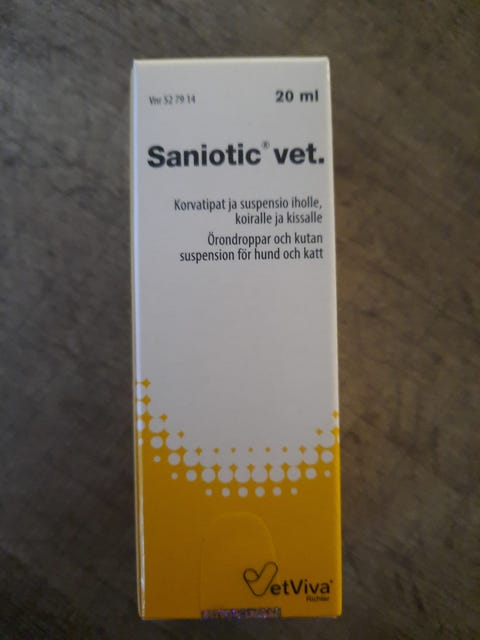 Vnr 52 79 14
20 ml
Saniotic® vet.
Korvatipat ja suspensio iholle,
koiralle ja kissalle
Örondroppar och kutan
suspension för hund och katt
VetViva®
Richter